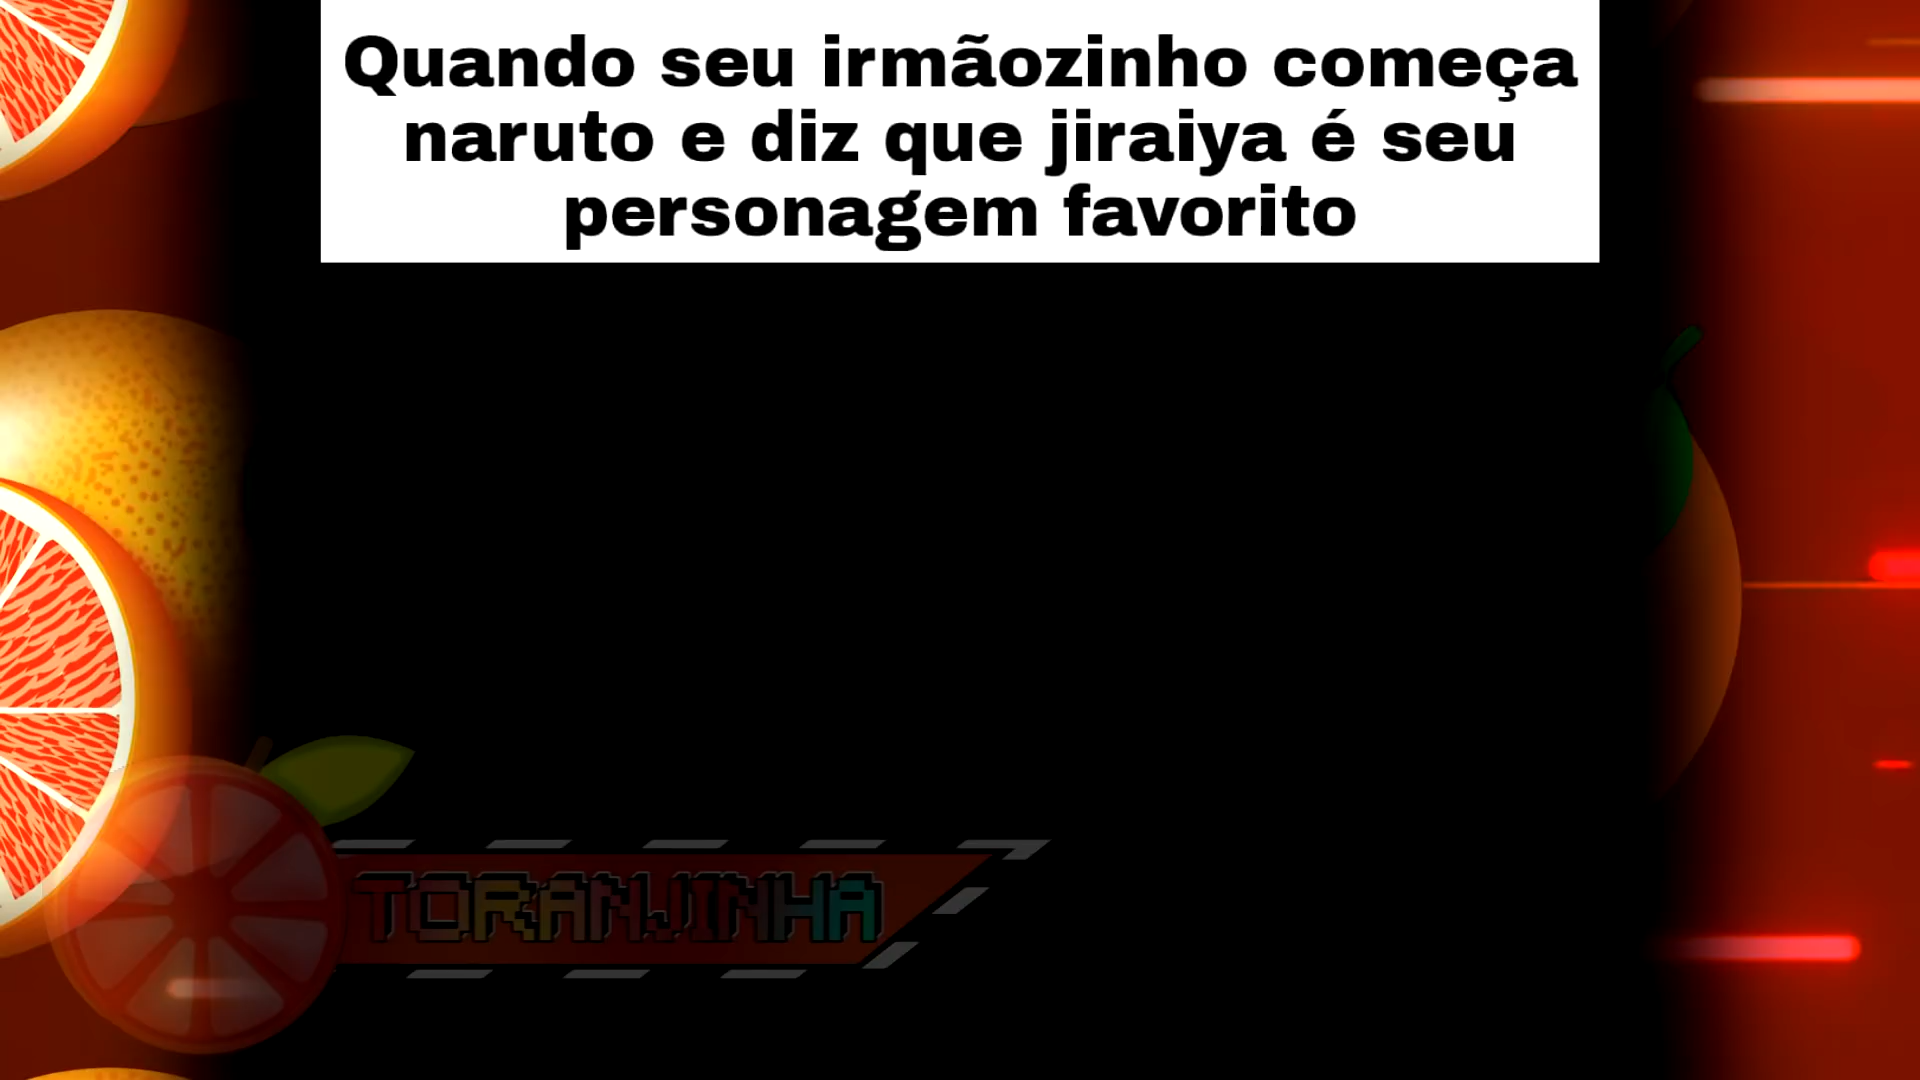 Quando seu irmãozinho começa
naruto e diz que jiraiya é seu
personagem favorito
TORANJINHA